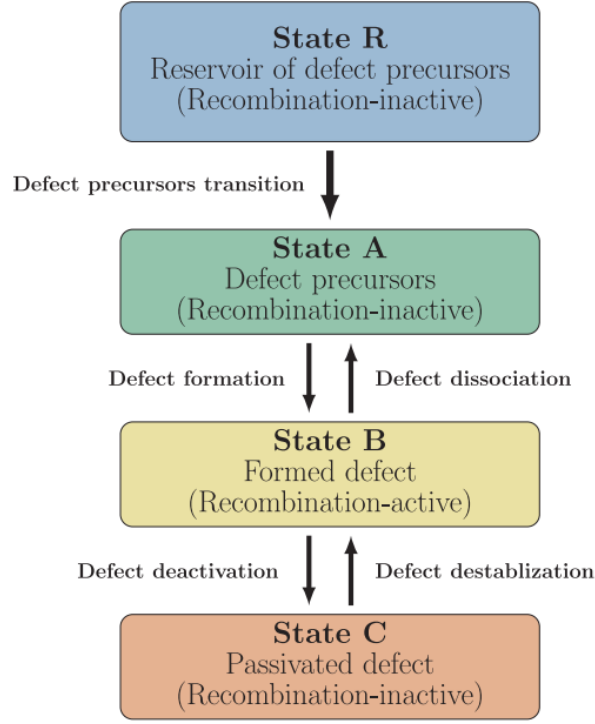 State R
Reservoir of defect precursors
(Recombination-inactive)
Defect precursors transition
State A
Defect precursors
(Recombination-inactive)
Defect formation
Defect dissociation
State B
Formed defect
(Recombination-active)
Defect deactivation
Defect destablization
State C
Passivated defect
(Recombination-inactive)